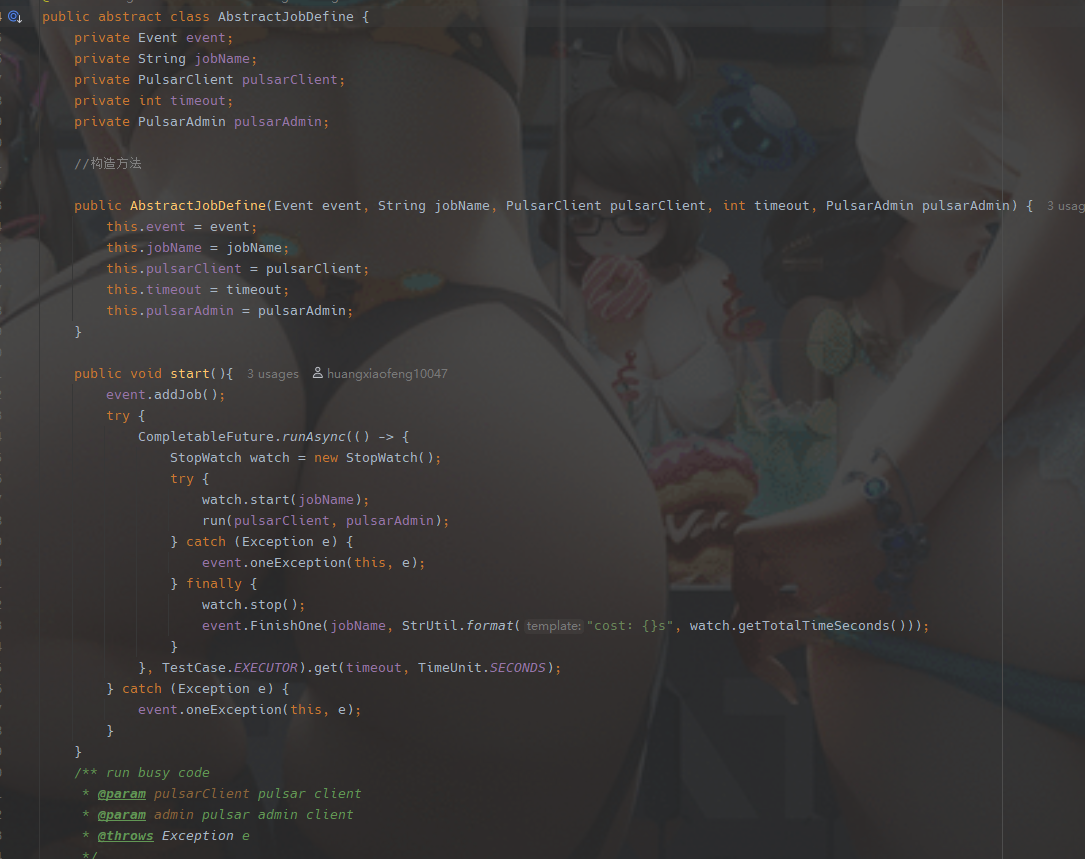 public abstract class AbstractJobDefine {
private Event event;
private String jobName;
private PulsarClient pulsarClient;
private int timeout;
private PulsarAdmin pulsarAdmin;
//构造方法
public AbstractJobDefine(Event event, String jobName, PulsarClient pulsarClient, int timeout, PulsarAdmin pulsarAdmin) { 3 usag
this.event = event;
this.jobName = jobName;
this.pulsarClient = pulsarClient;
this.timeout = timeout;
this.pulsarAdmin = pulsarAdmin;
}
public void start(){ 3 usages huangxiaofeng10047
event.addJob();
try {
CompletableFuture.runAsync(() -> {
StopWatch watch = new StopWatch();
try {
watch.start(jobName);
run(pulsarClient, pulsarAdmin);
} catch (Exception e) {
event.oneException(this, e);
} finally {
watch.stop();
event.FinishOne(jobName, StrUtil.format( template: "cost: {}s", watch.getTotalTimeSeconds()));
}
}, TestCase.EXECUTOR).get(timeout, TimeUnit.SECONDS);
} catch (Exception e) {
event.oneException(this, e);
}
}
/** run busy code
* @param pulsarClient pulsar client
* @param admin pulsar admin client
* @throws Exception e
*/